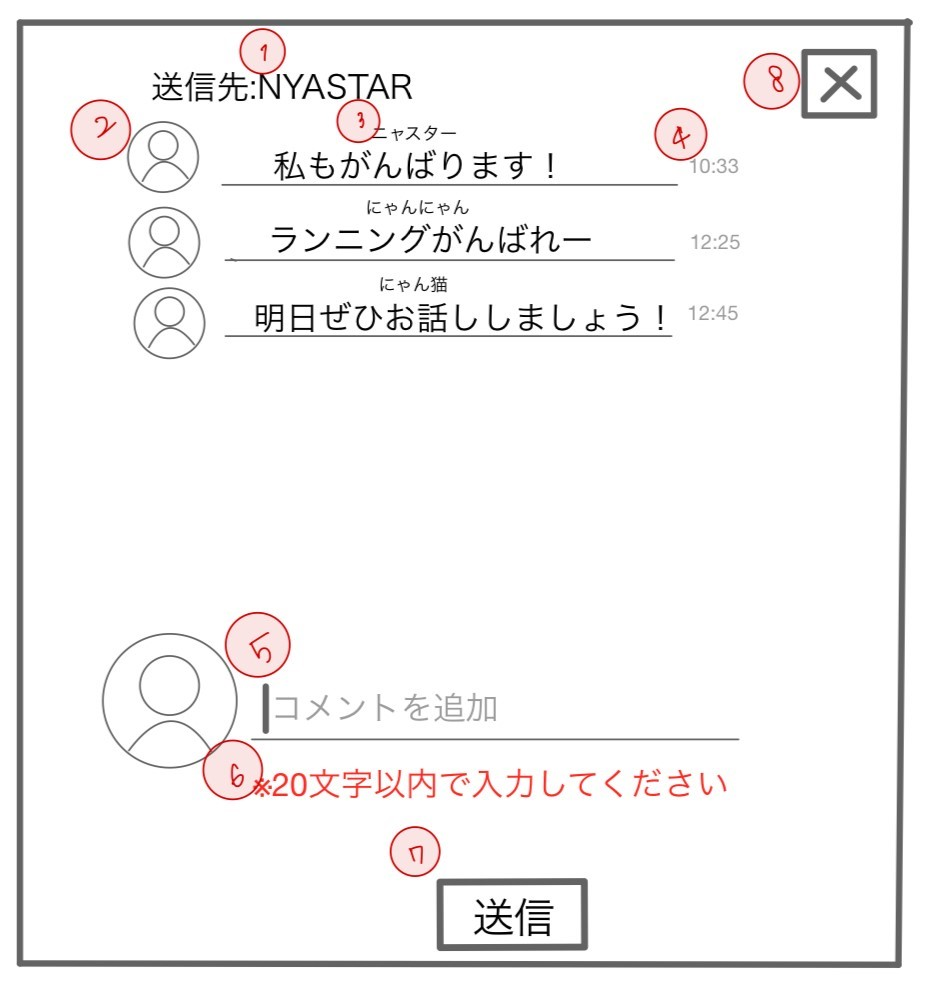 1
送信先:NYASTAR
8
×
2
3
ニャスター
4
私もがんばります！
10:33
にゃんにゃん
ランニングがんばれー
12:25
にゃん猫
明日ぜひお話ししましょう！
12:45
5
コメントを追加
6
※20文字以内で入力してください
7
送信